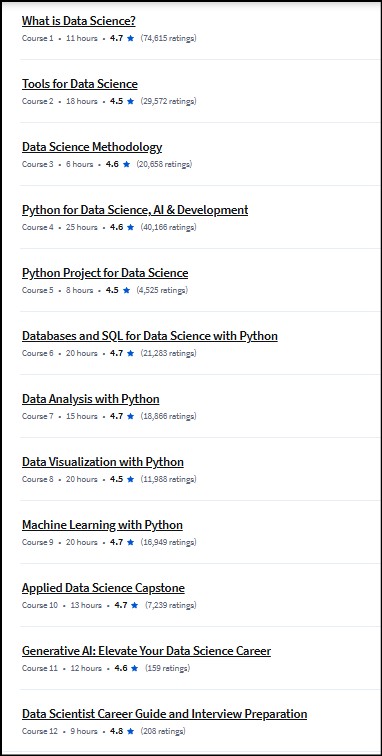 What is Data Science?
Course 1 • 11 hours • 4.7 ★ (74,615 ratings)
Tools for Data Science
Course 2 • 18 hours • 4.5 ★ (29,572 ratings)
Data Science Methodology
Course 3 • 6 hours • 4.6 ★ (20,658 ratings)
Python for Data Science, AI & Development
Course 4 • 25 hours • 4.6 ★ (40,166 ratings)
Python Project for Data Science
Course 5 • 8 hours • 4.5 ★ (4,525 ratings)
Databases and SQL for Data Science with Python
Course 6 • 20 hours • 4.7 ★ (21,283 ratings)
Data Analysis with Python
Course 7 • 15 hours • 4.7 ★ (18,866 ratings)
Data Visualization with Python
Course 8 • 20 hours • 4.5 ★ (11,988 ratings)
Machine Learning with Python
Course 9 • 20 hours • 4.7 ★ (16,949 ratings)
Applied Data Science Capstone
Course 10 • 13 hours • 4.7 ★ (7,239 ratings)
Generative AI: Elevate Your Data Science Career
Course 11 • 12 hours • 4.6 ★ (159 ratings)
Data Scientist Career Guide and Interview Preparation
Course 12 • 9 hours • 4.8 ★ (208 ratings)